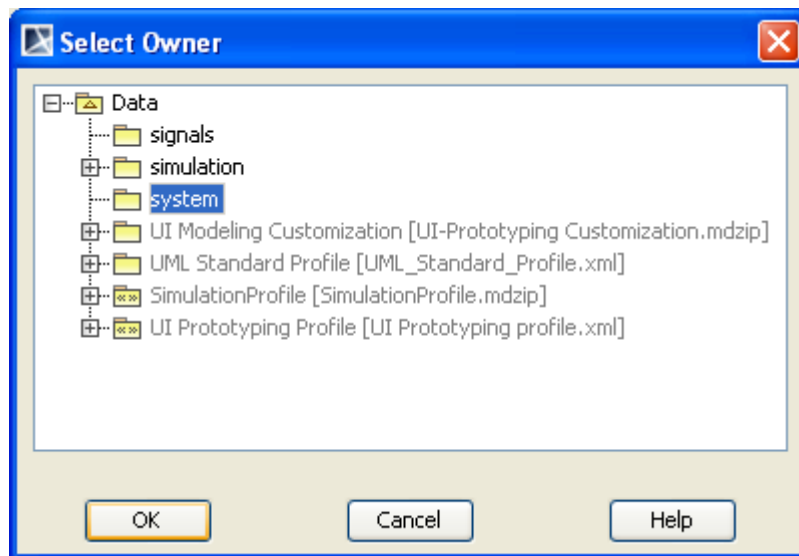 Select Owner
Data
signals
simulation
system
UI Modeling Customization [UI-Prototyping Customization.mdzip]
UML Standard Profile [UML_Standard_Profile.xml]
SimulationProfile [SimulationProfile.mdzip]
UI Prototyping Profile [UI Prototyping profile.xml]
OK Cancel Help